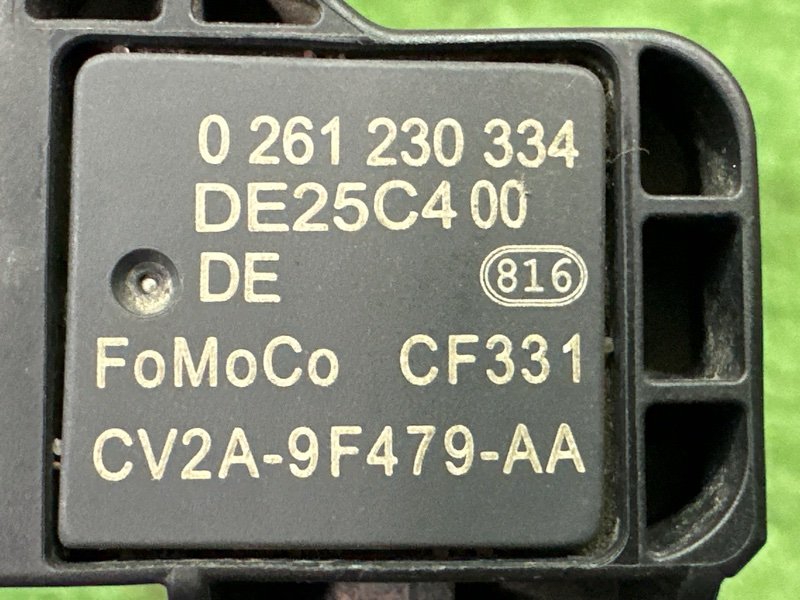 0 261 230 334
DE25C4 00
DE 816
FoMoCo CF331
CV2A-9F479-AA